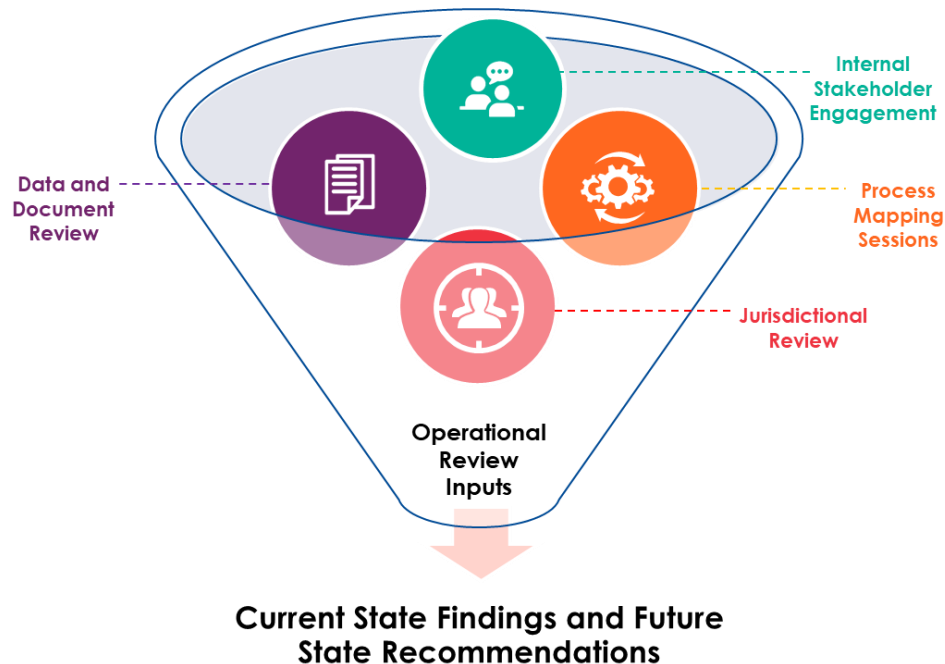 Internal
Stakeholder
Engagement
Data and
Document
Review
Process
Mapping
Sessions
Jurisdictional
Review
Operational
Review
Inputs
Current State Findings and Future
State Recommendations